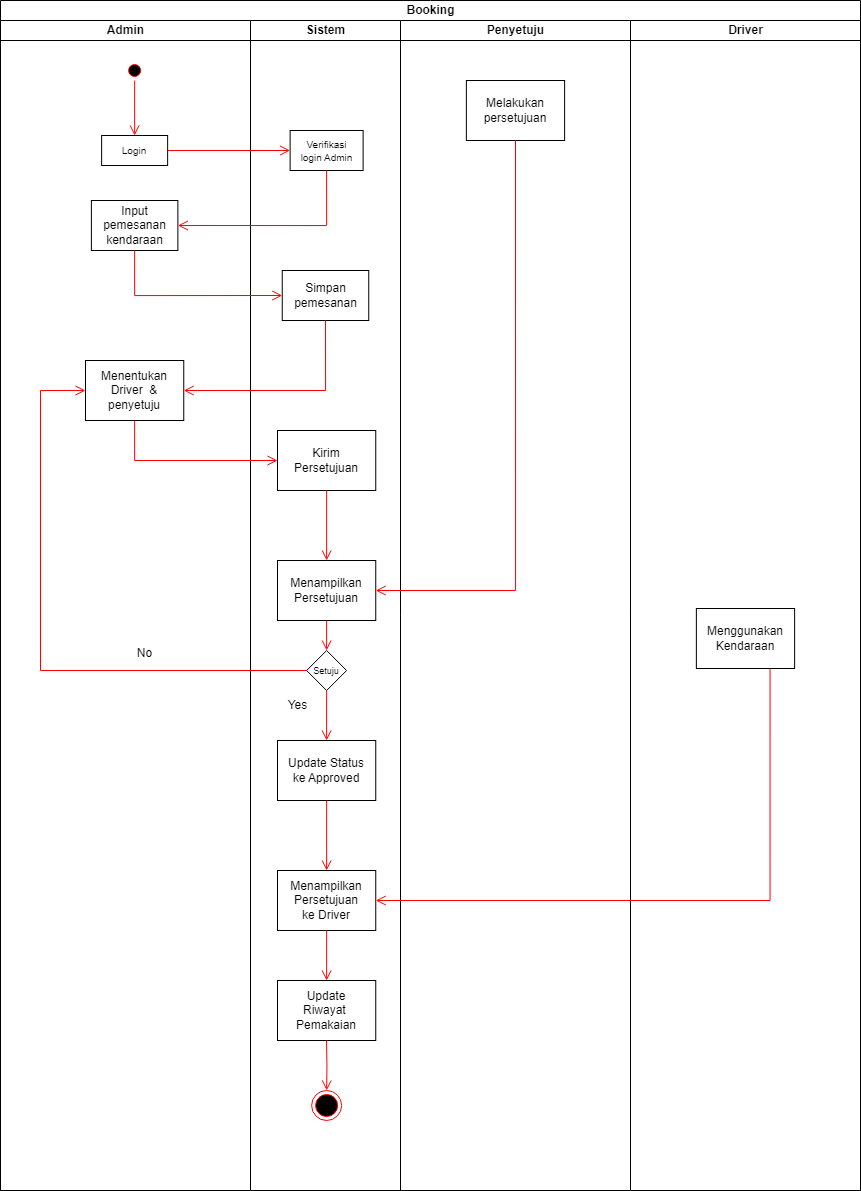 Booking
Admin
Sistem
Penyetuju
Driver
Melakukan
persetujuan
Login
Verifikasi
login Admin
Input
pemesanan
kendaraan
Simpan
pemesanan
Menentukan
Driver &
penyetuju
Kirim
Persetujuan
Menampilkan
Persetujuan
Menggunakan
Kendaraan
No
Setuju
Yes
Update Status
ke Approved
Menampilkan
Persetujuan
ke Driver
Update
Riwayat
Pemakaian